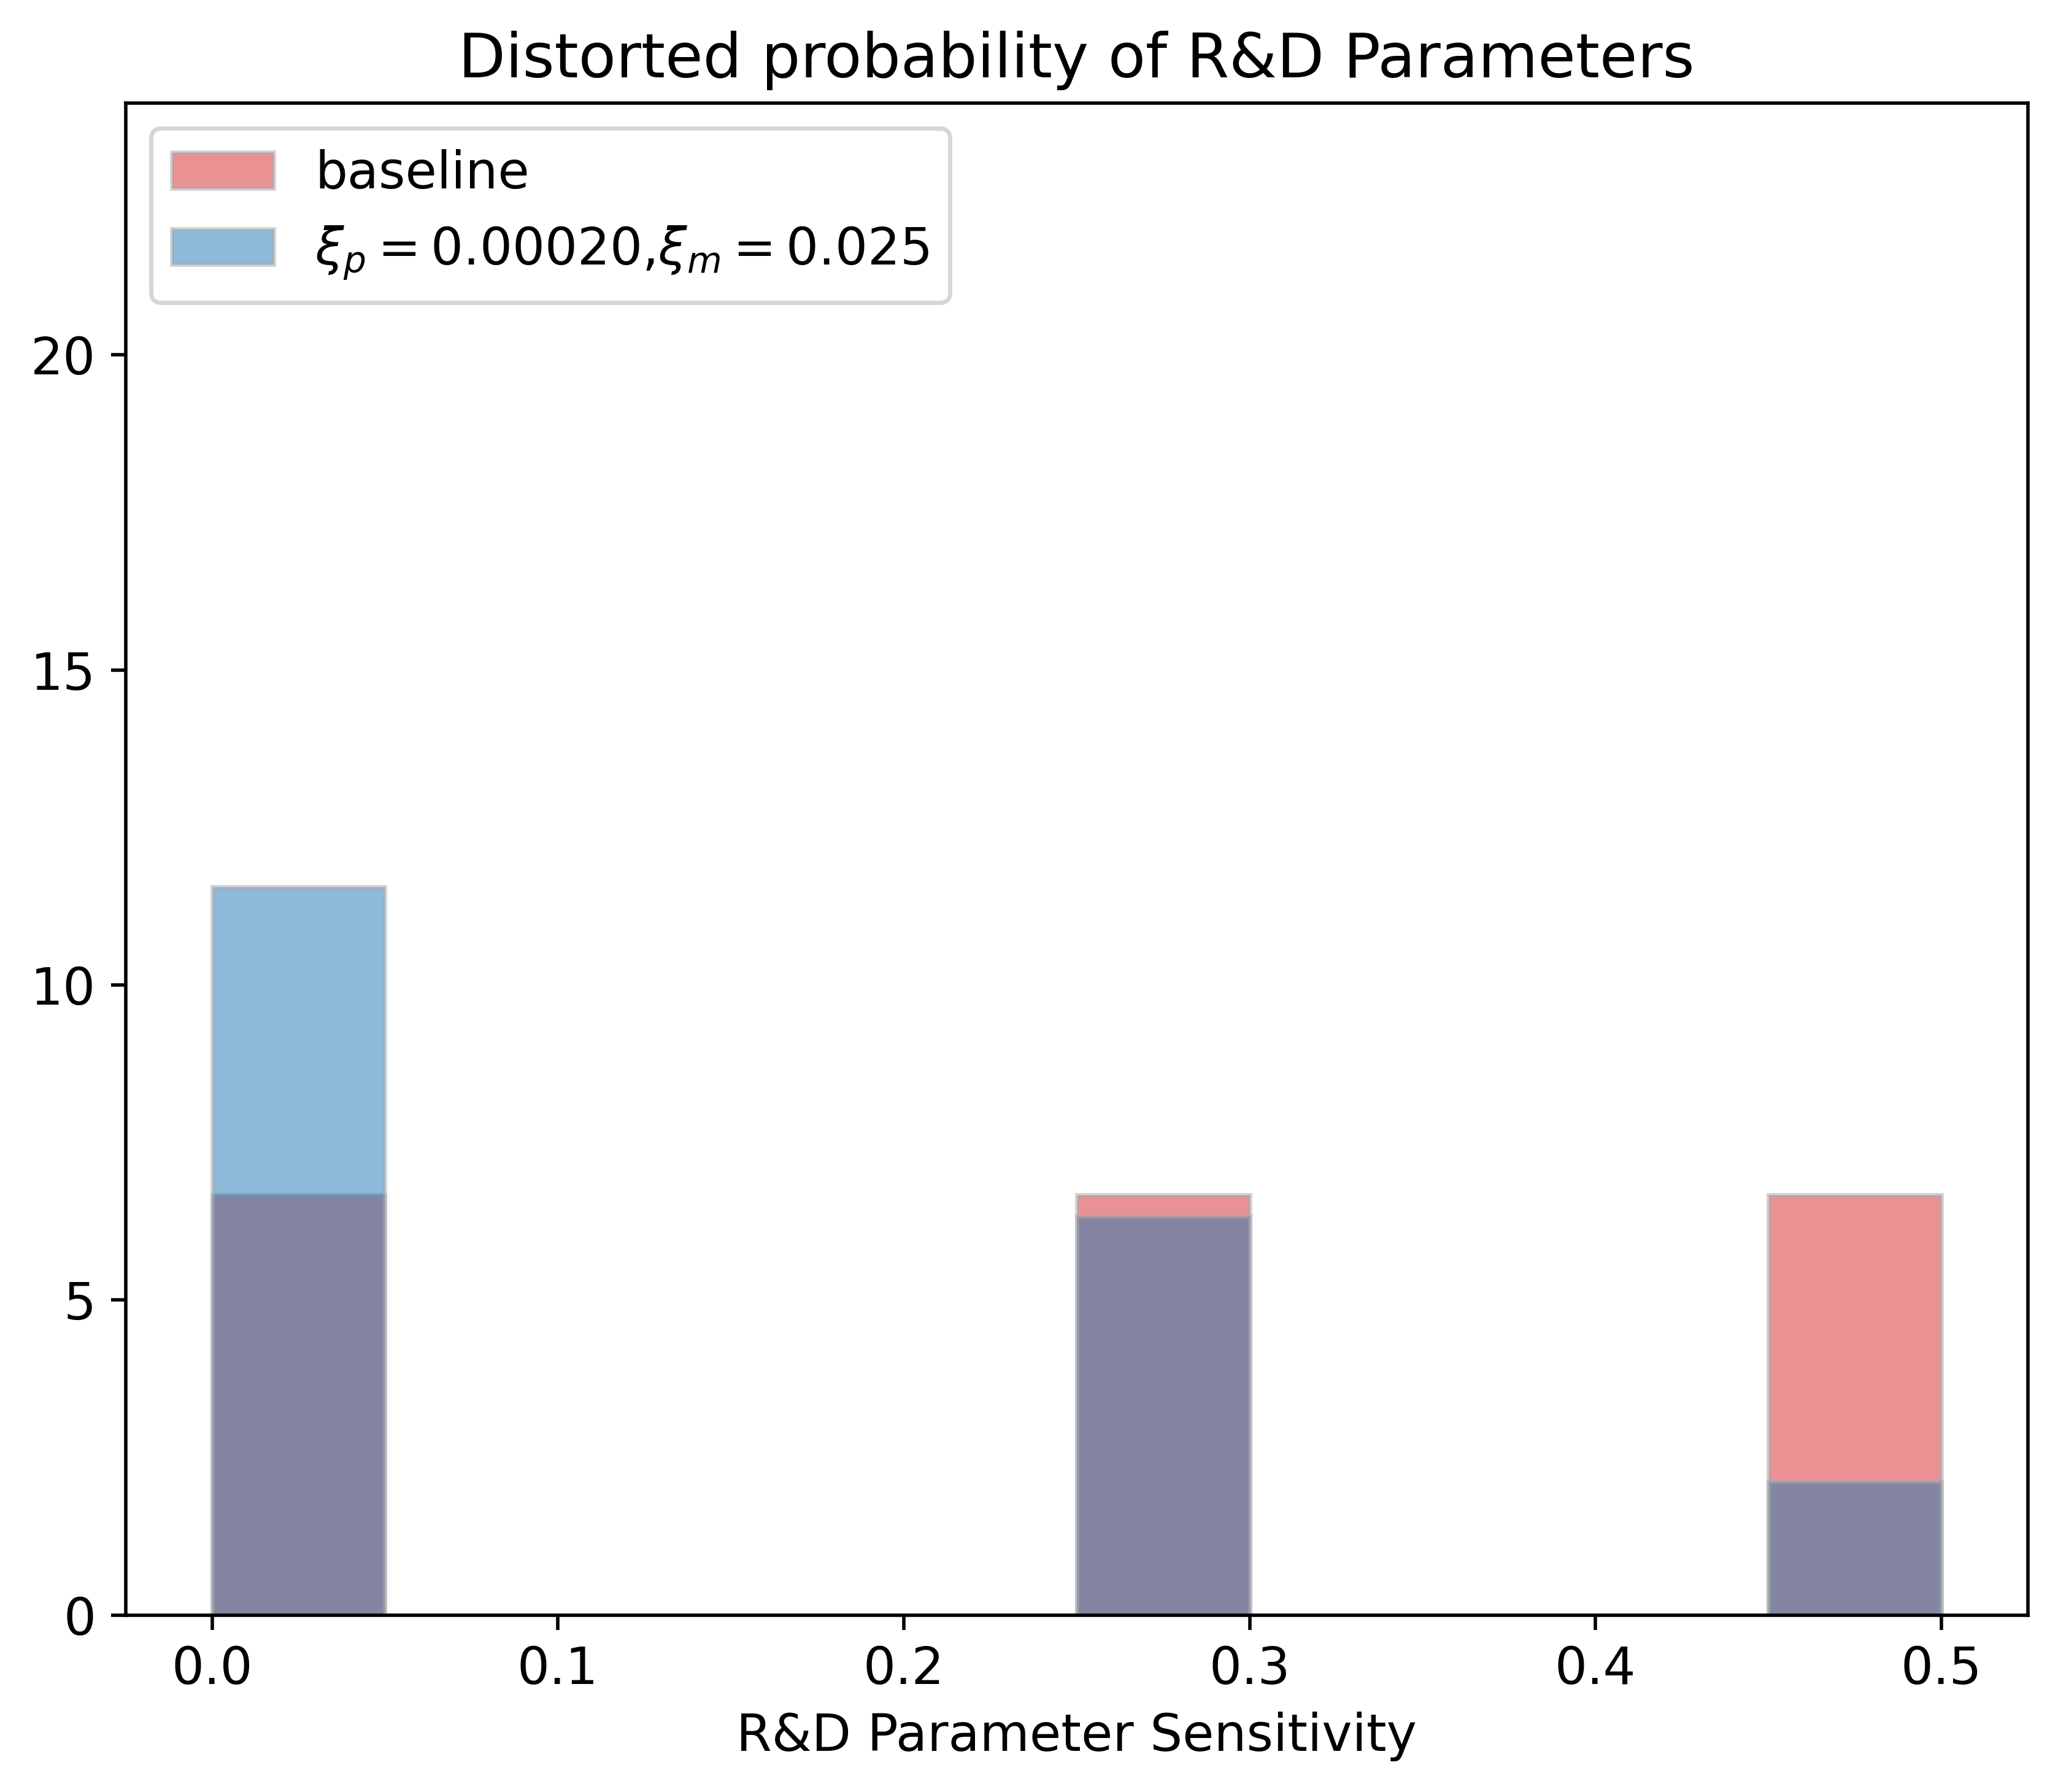 Distorted probability of R&D Parameters
baseline
ξₚ = 0.00020,ξₘ = 0.025
20
15
10
5
0
0.0 0.1 0.2 0.3 0.4 0.5
R&D Parameter Sensitivity